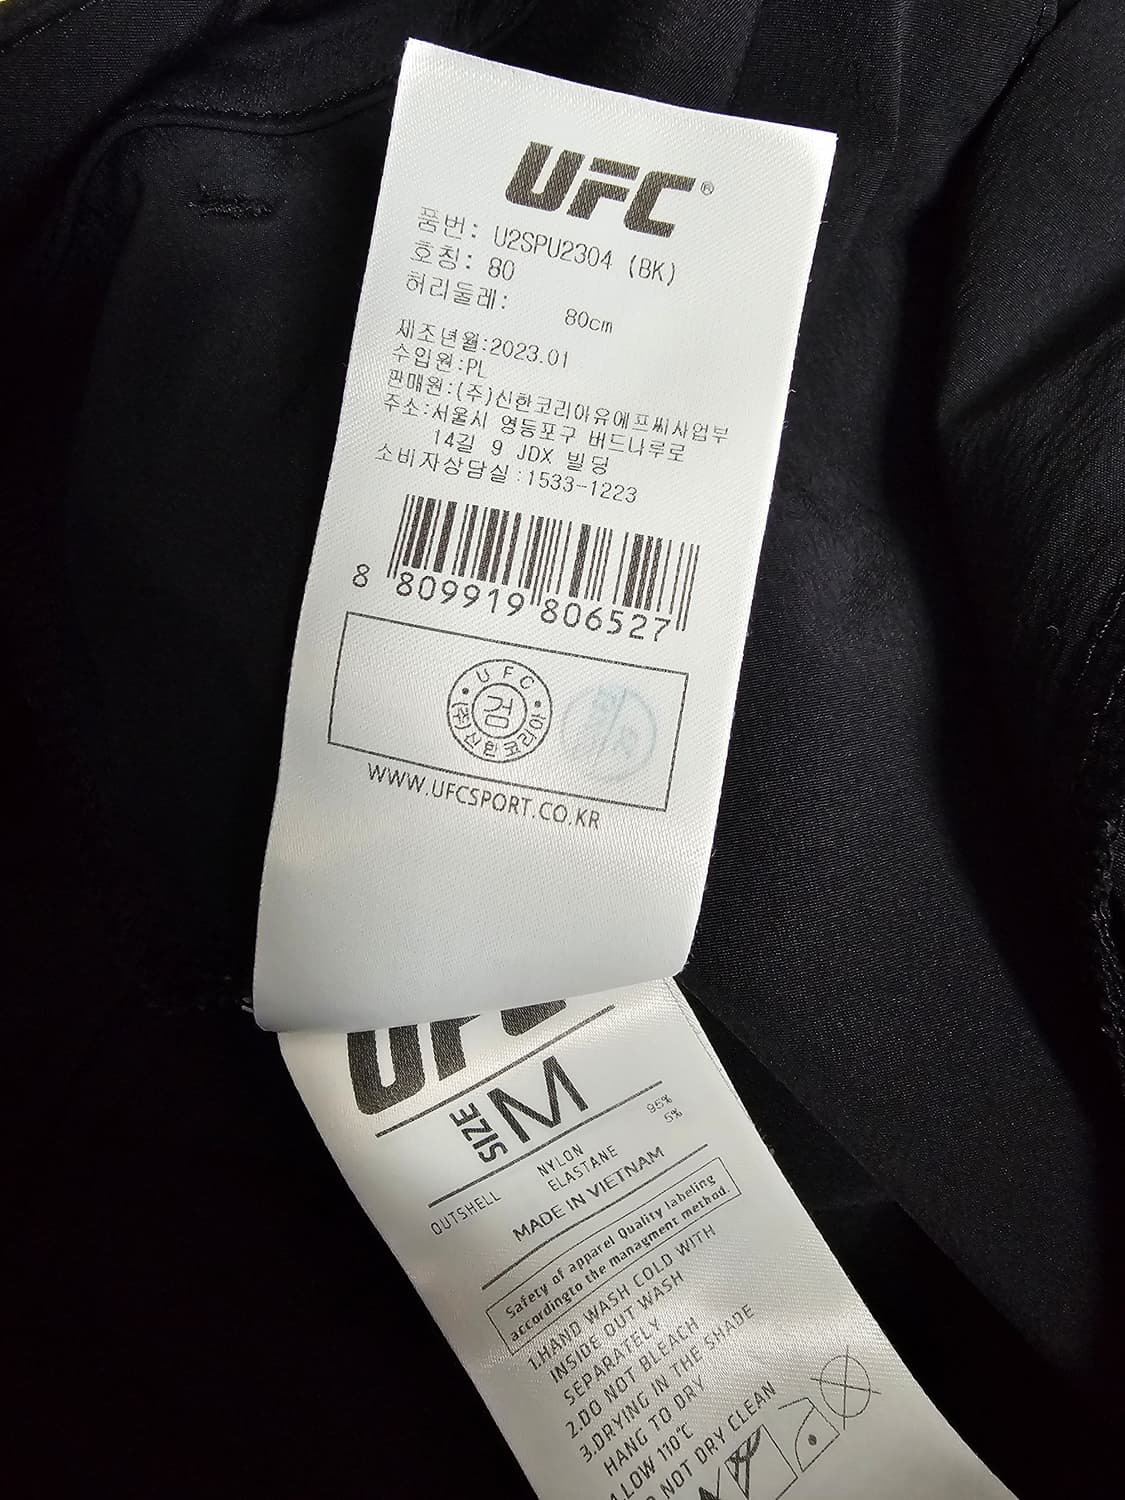 UFC®
품번: U2SPU2304 (BK)
호칭: 80
허리둘레: 80cm
제조년월:2023.01
수입원:PL
판매원:(주)신한코리아유에프씨사업부
주소:서울시 영등포구 버드나루로
14길 9 JDX 빌딩
소비자상담실:1533-1223
8 809919 806527
UFC
검
(주)신한코리아
WWW.UFCSPORT.CO.KR
UFC
SIZE M
OUTSHELL NYLON 95%
ELASTANE 5%
MADE IN VIETNAM
Safety of apparel Quality labeling
accordingto the managment method.
1.HAND WASH COLD WITH
INSIDE OUT WASH
SEPARATELY
2.DO NOT BLEACH
3.DRYING IN THE SHADE
HANG TO DRY
4.LOW 110℃
NOT DRY CLEAN